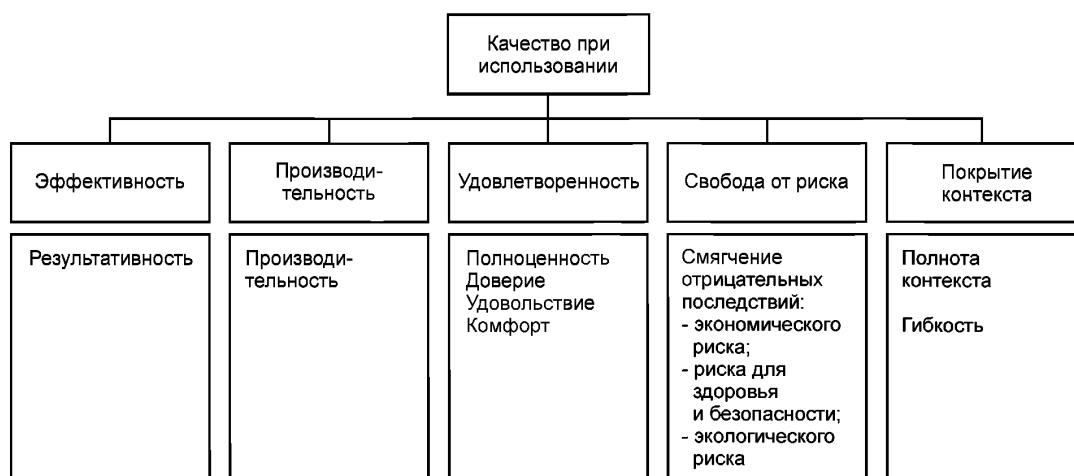 Качество при
использовании
Эффективность
Производи-
тельность
Удовлетворенность
Свобода от риска
Покрытие
контекста
Результативность
Производи-
тельность
Полноценность
Доверие
Удовольствие
Комфорт
Смягчение
отрицательных
последствий:
- экономического
риска;
- риска для
здоровья
и безопасности;
- экологического
риска
Полнота
контекста
Гибкость